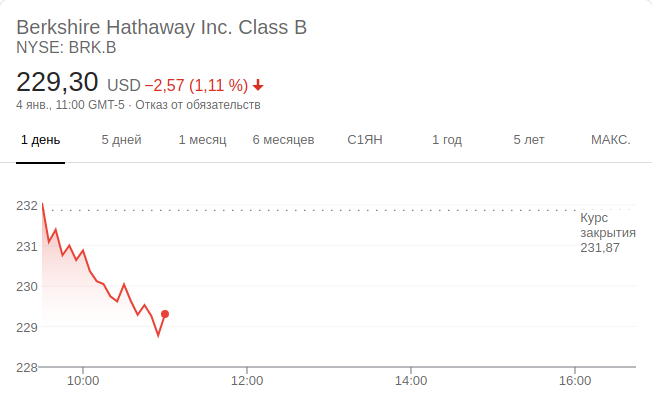 Berkshire Hathaway Inc. Class B
NYSE: BRK.B
229,30 USD −2,57 (1,11 %)
4 янв., 11:00 GMT-5 · Отказ от обязательств
1 день 5 дней 1 месяц 6 месяцев С1ЯН 1 год 5 лет МАКС.
232
Курс
закрытия
231,87
231
230
229
228
10:00 12:00 14:00 16:00